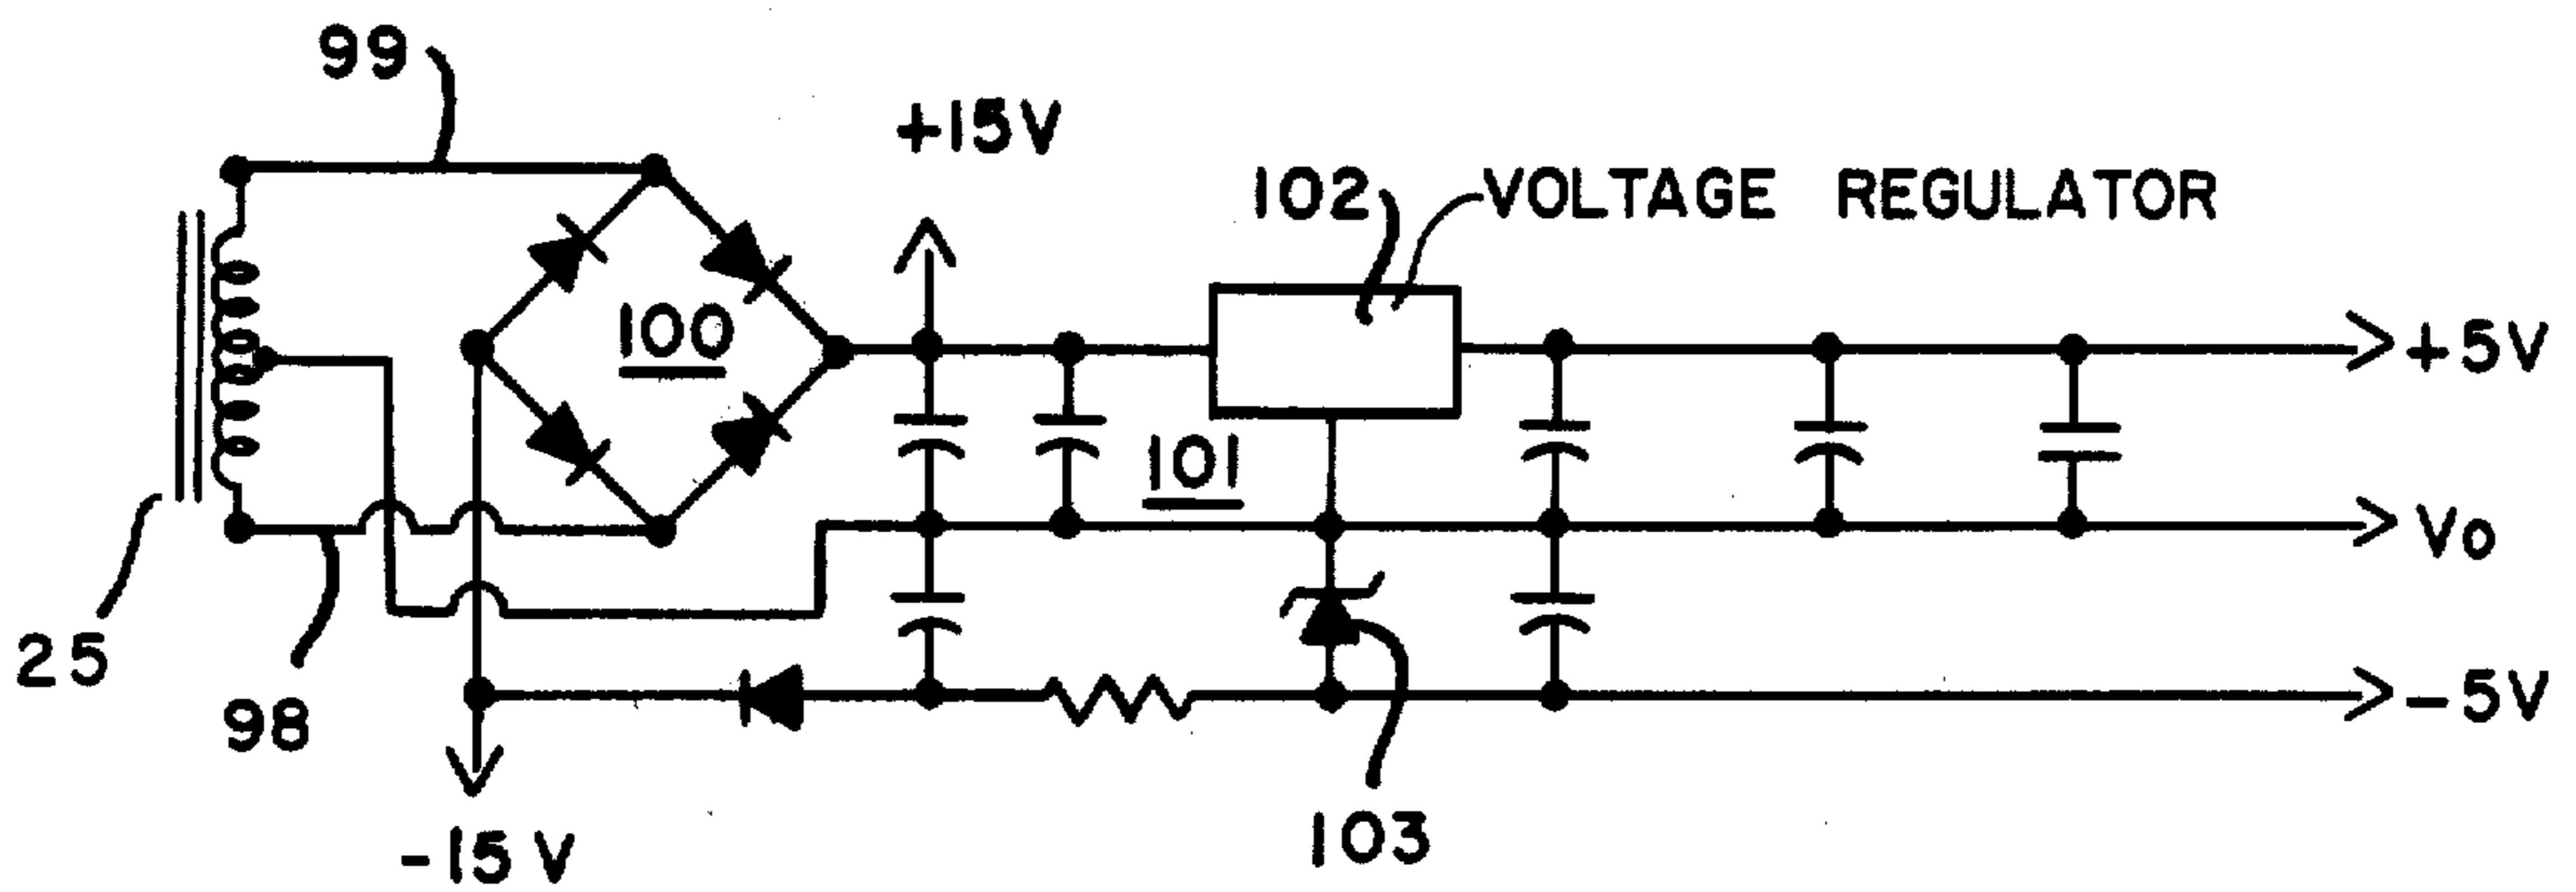 99
+15V
102
VOLTAGE REGULATOR
100
+5V
101
Vo
25
98
-5V
103
-15V